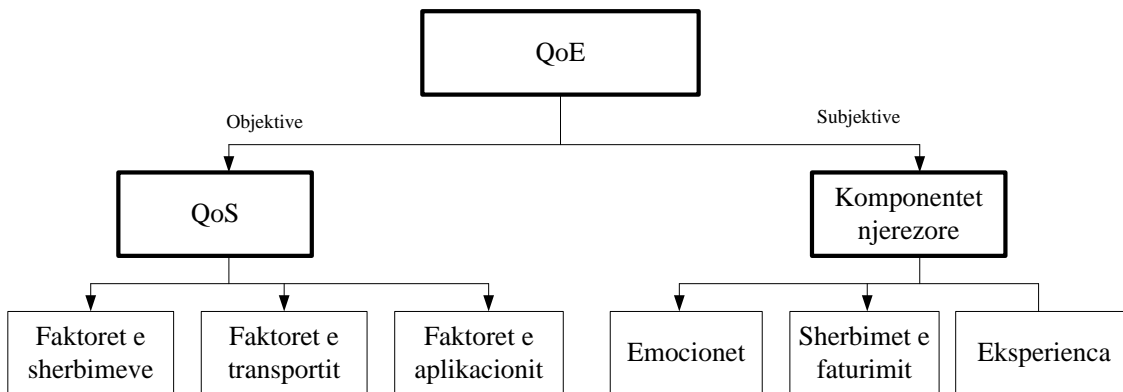 QoE
Objektive
Subjektive
QoS
Komponentet
njerezore
Faktoret e
sherbimeve
Faktoret e
transportit
Faktoret e
aplikacionit
Emocionet
Sherbimet e
faturimit
Eksperienca